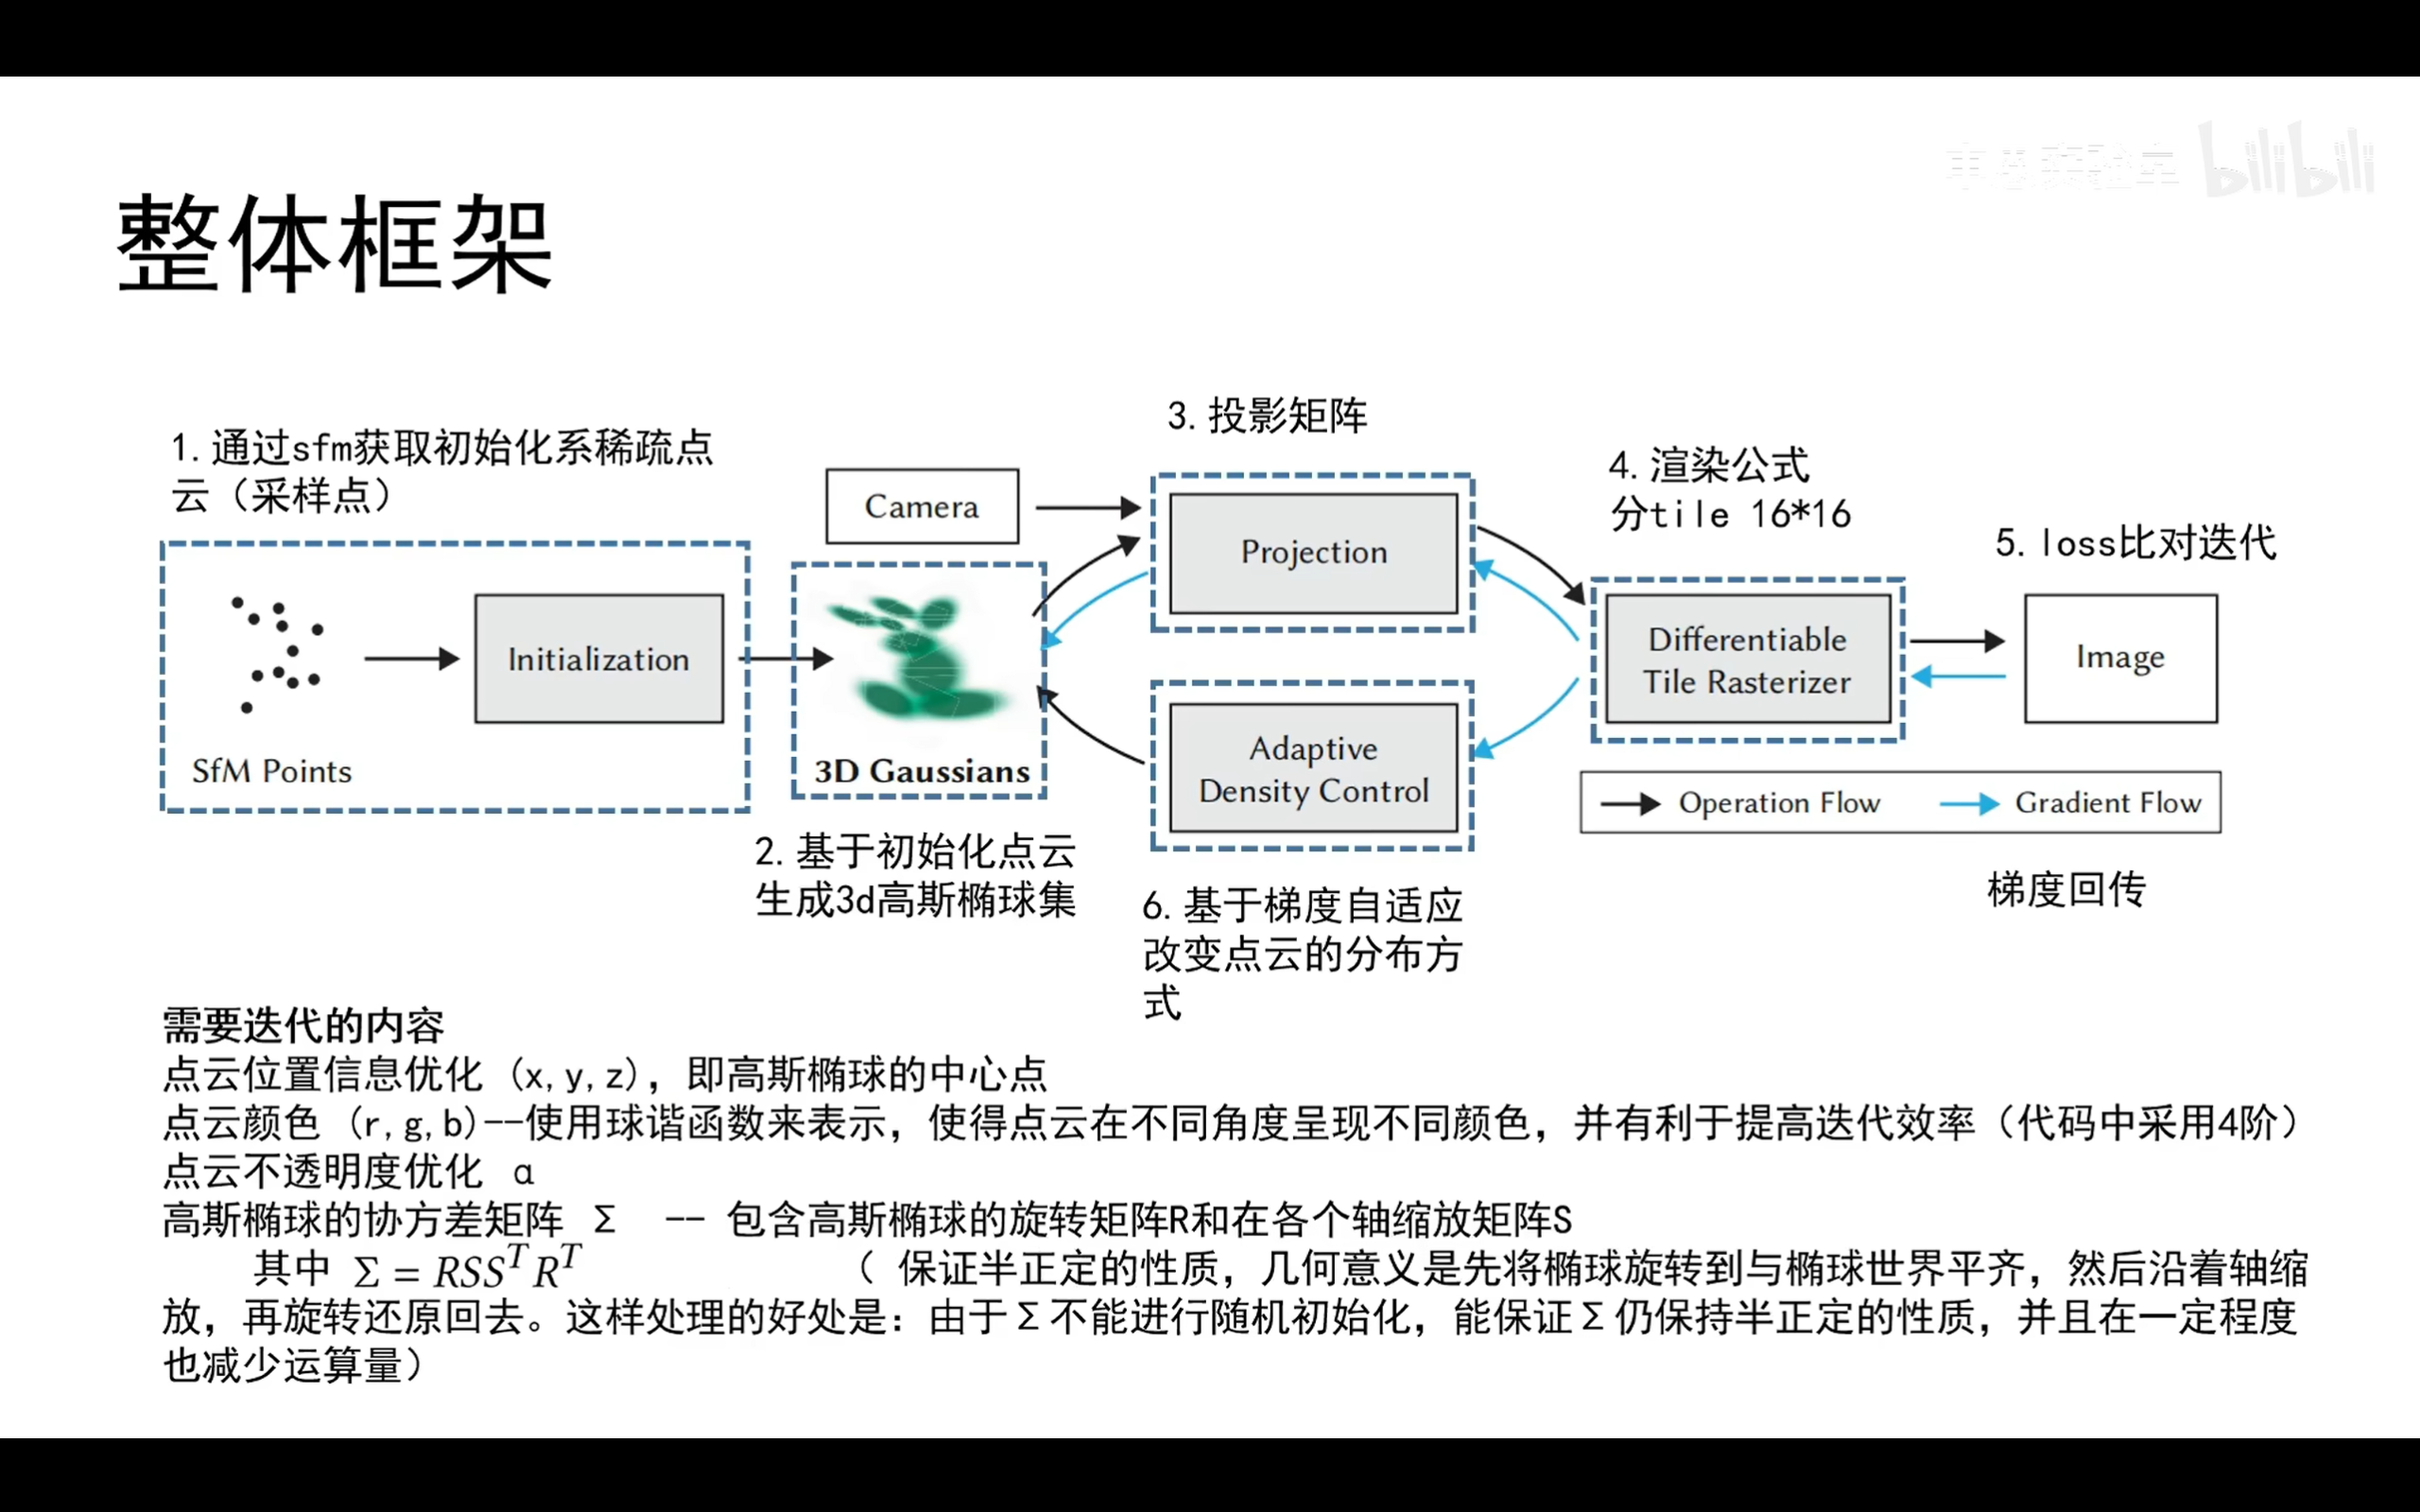 bilibili
整体框架
1.通过sfm获取初始化系稀疏点
云（采样点）
SfM Points
Initialization
Camera
3D Gaussians
2.基于初始化点云
生成3d高斯椭球集
3.投影矩阵
Projection
Adaptive
Density Control
6.基于梯度自适应
改变点云的分布方
式
4.渲染公式
分tile 16*16
Differentiable
Tile Rasterizer
5. loss比对迭代
Image
Operation Flow
Gradient Flow
梯度回传
需要迭代的内容
点云位置信息优化 (x,y,z)，即高斯椭球的中心点
点云颜色 (r,g,b)--使用球谐函数来表示，使得点云在不同角度呈现不同颜色，并有利于提高迭代效率（代码中采用4阶）
点云不透明度优化 α
高斯椭球的协方差矩阵 Σ -- 包含高斯椭球的旋转矩阵R和在各个轴缩放矩阵S
其中 Σ = RSSᵀRᵀ （ 保证半正定的性质，几何意义是先将椭球旋转到与椭球世界平齐，然后沿着轴缩
放，再旋转还原回去。这样处理的好处是：由于Σ不能进行随机初始化，能保证Σ仍保持半正定的性质，并且在一定程度
也减少运算量）